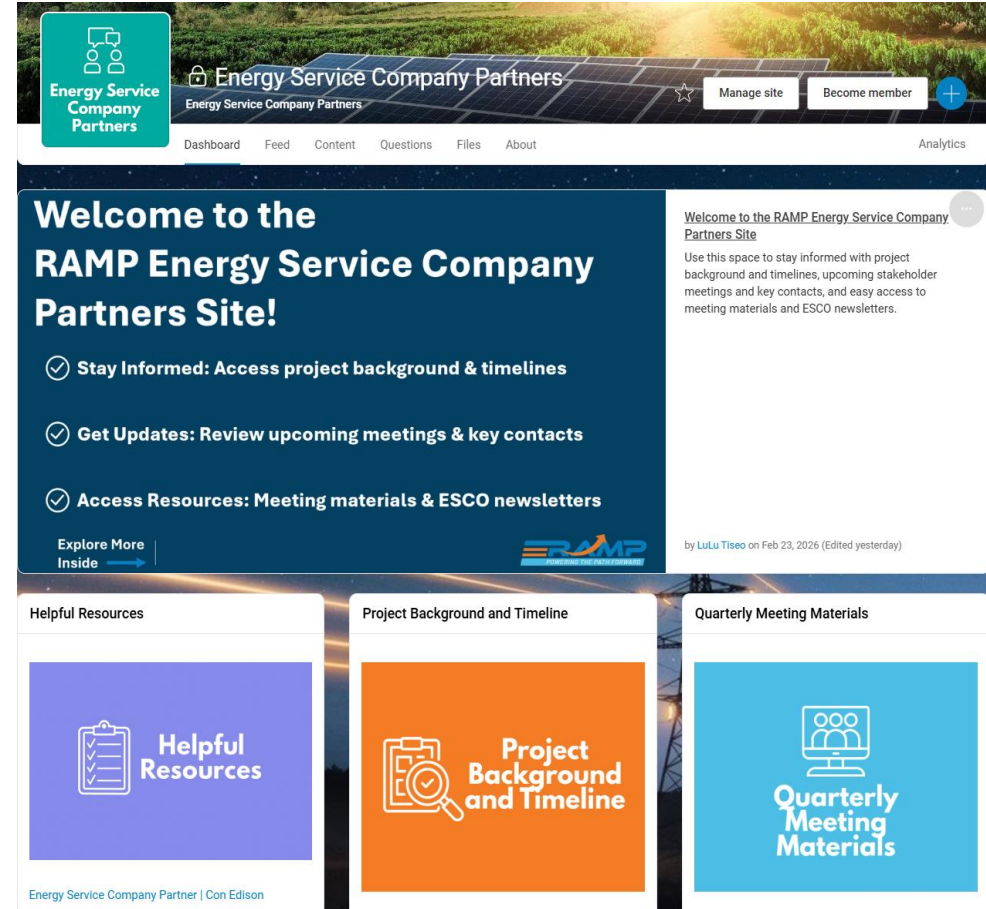 Energy Service
Company
Partners
Energy Service Company Partners
Energy Service Company Partners
Manage site
Become member
Dashboard
Feed
Content
Questions
Files
About
Analytics
Welcome to the
RAMP Energy Service Company
Partners Site!
Stay Informed: Access project background & timelines
Get Updates: Review upcoming meetings & key contacts
Access Resources: Meeting materials & ESCO newsletters
Explore More
Inside
RAMP
POWERING THE PATH FORWARD
Welcome to the RAMP Energy Service Company
Partners Site
Use this space to stay informed with project
background and timelines, upcoming stakeholder
meetings and key contacts, and easy access to
meeting materials and ESCO newsletters.
by LuLu Tiseo on Feb 23, 2026 (Edited yesterday)
Helpful Resources
Helpful
Resources
Energy Service Company Partner | Con Edison
Project Background and Timeline
Project
Background
and Timeline
Quarterly Meeting Materials
Quarterly
Meeting
Materials